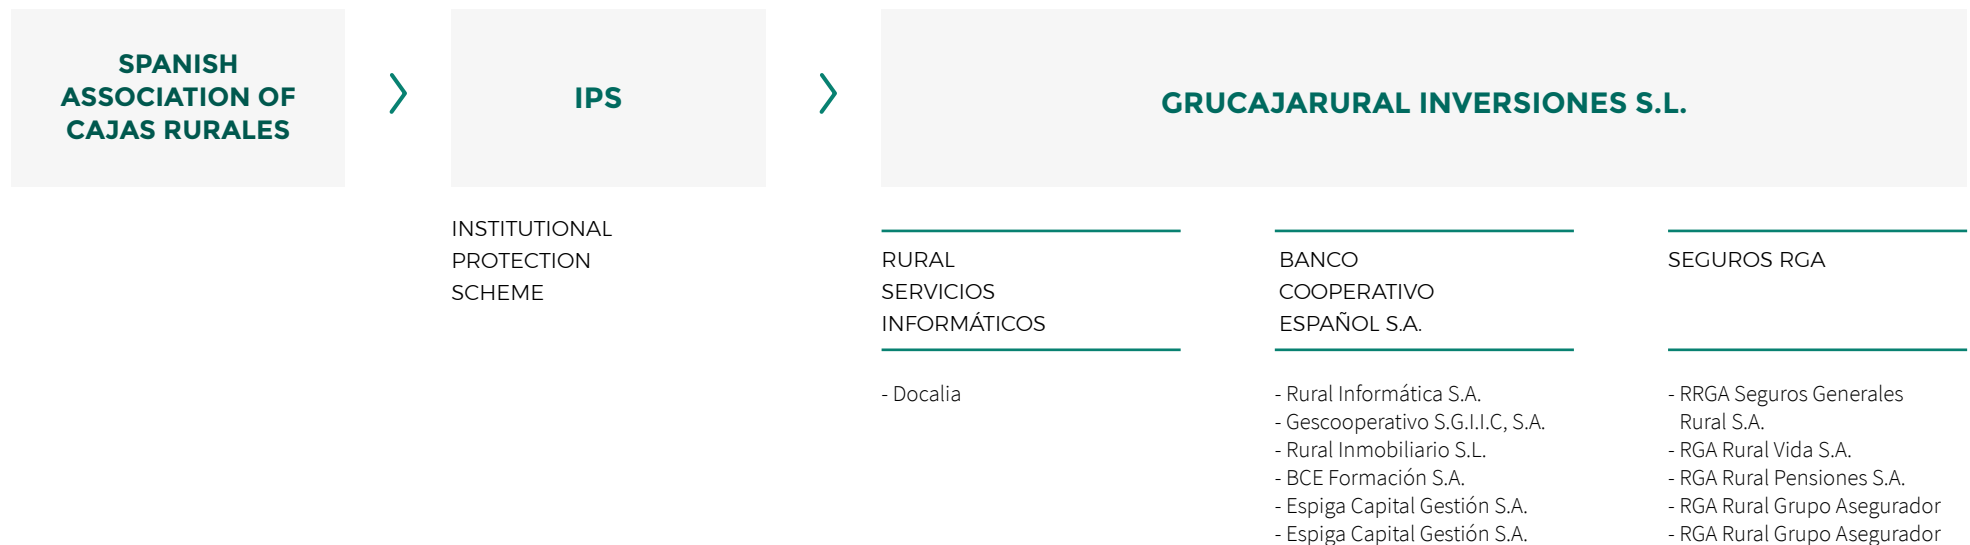 SPANISH
ASSOCIATION OF
CAJAS RURALES
IPS
GRUCAJARURAL INVERSIONES S.L.
INSTITUTIONAL
PROTECTION
SCHEME
RURAL
SERVICIOS
INFORMÁTICOS
- Docalia
BANCO
COOPERATIVO
ESPAÑOL S.A.
- Rural Informática S.A.
- Gescooperativo S.G.I.I.C, S.A.
- Rural Inmobiliario S.L.
- BCE Formación S.A.
- Espiga Capital Gestión S.A.
- Espiga Capital Gestión S.A.
SEGUROS RGA
- RRGA Seguros Generales
Rural S.A.
- RGA Rural Vida S.A.
- RGA Rural Pensiones S.A.
- RGA Rural Grupo Asegurador
- RGA Rural Grupo Asegurador